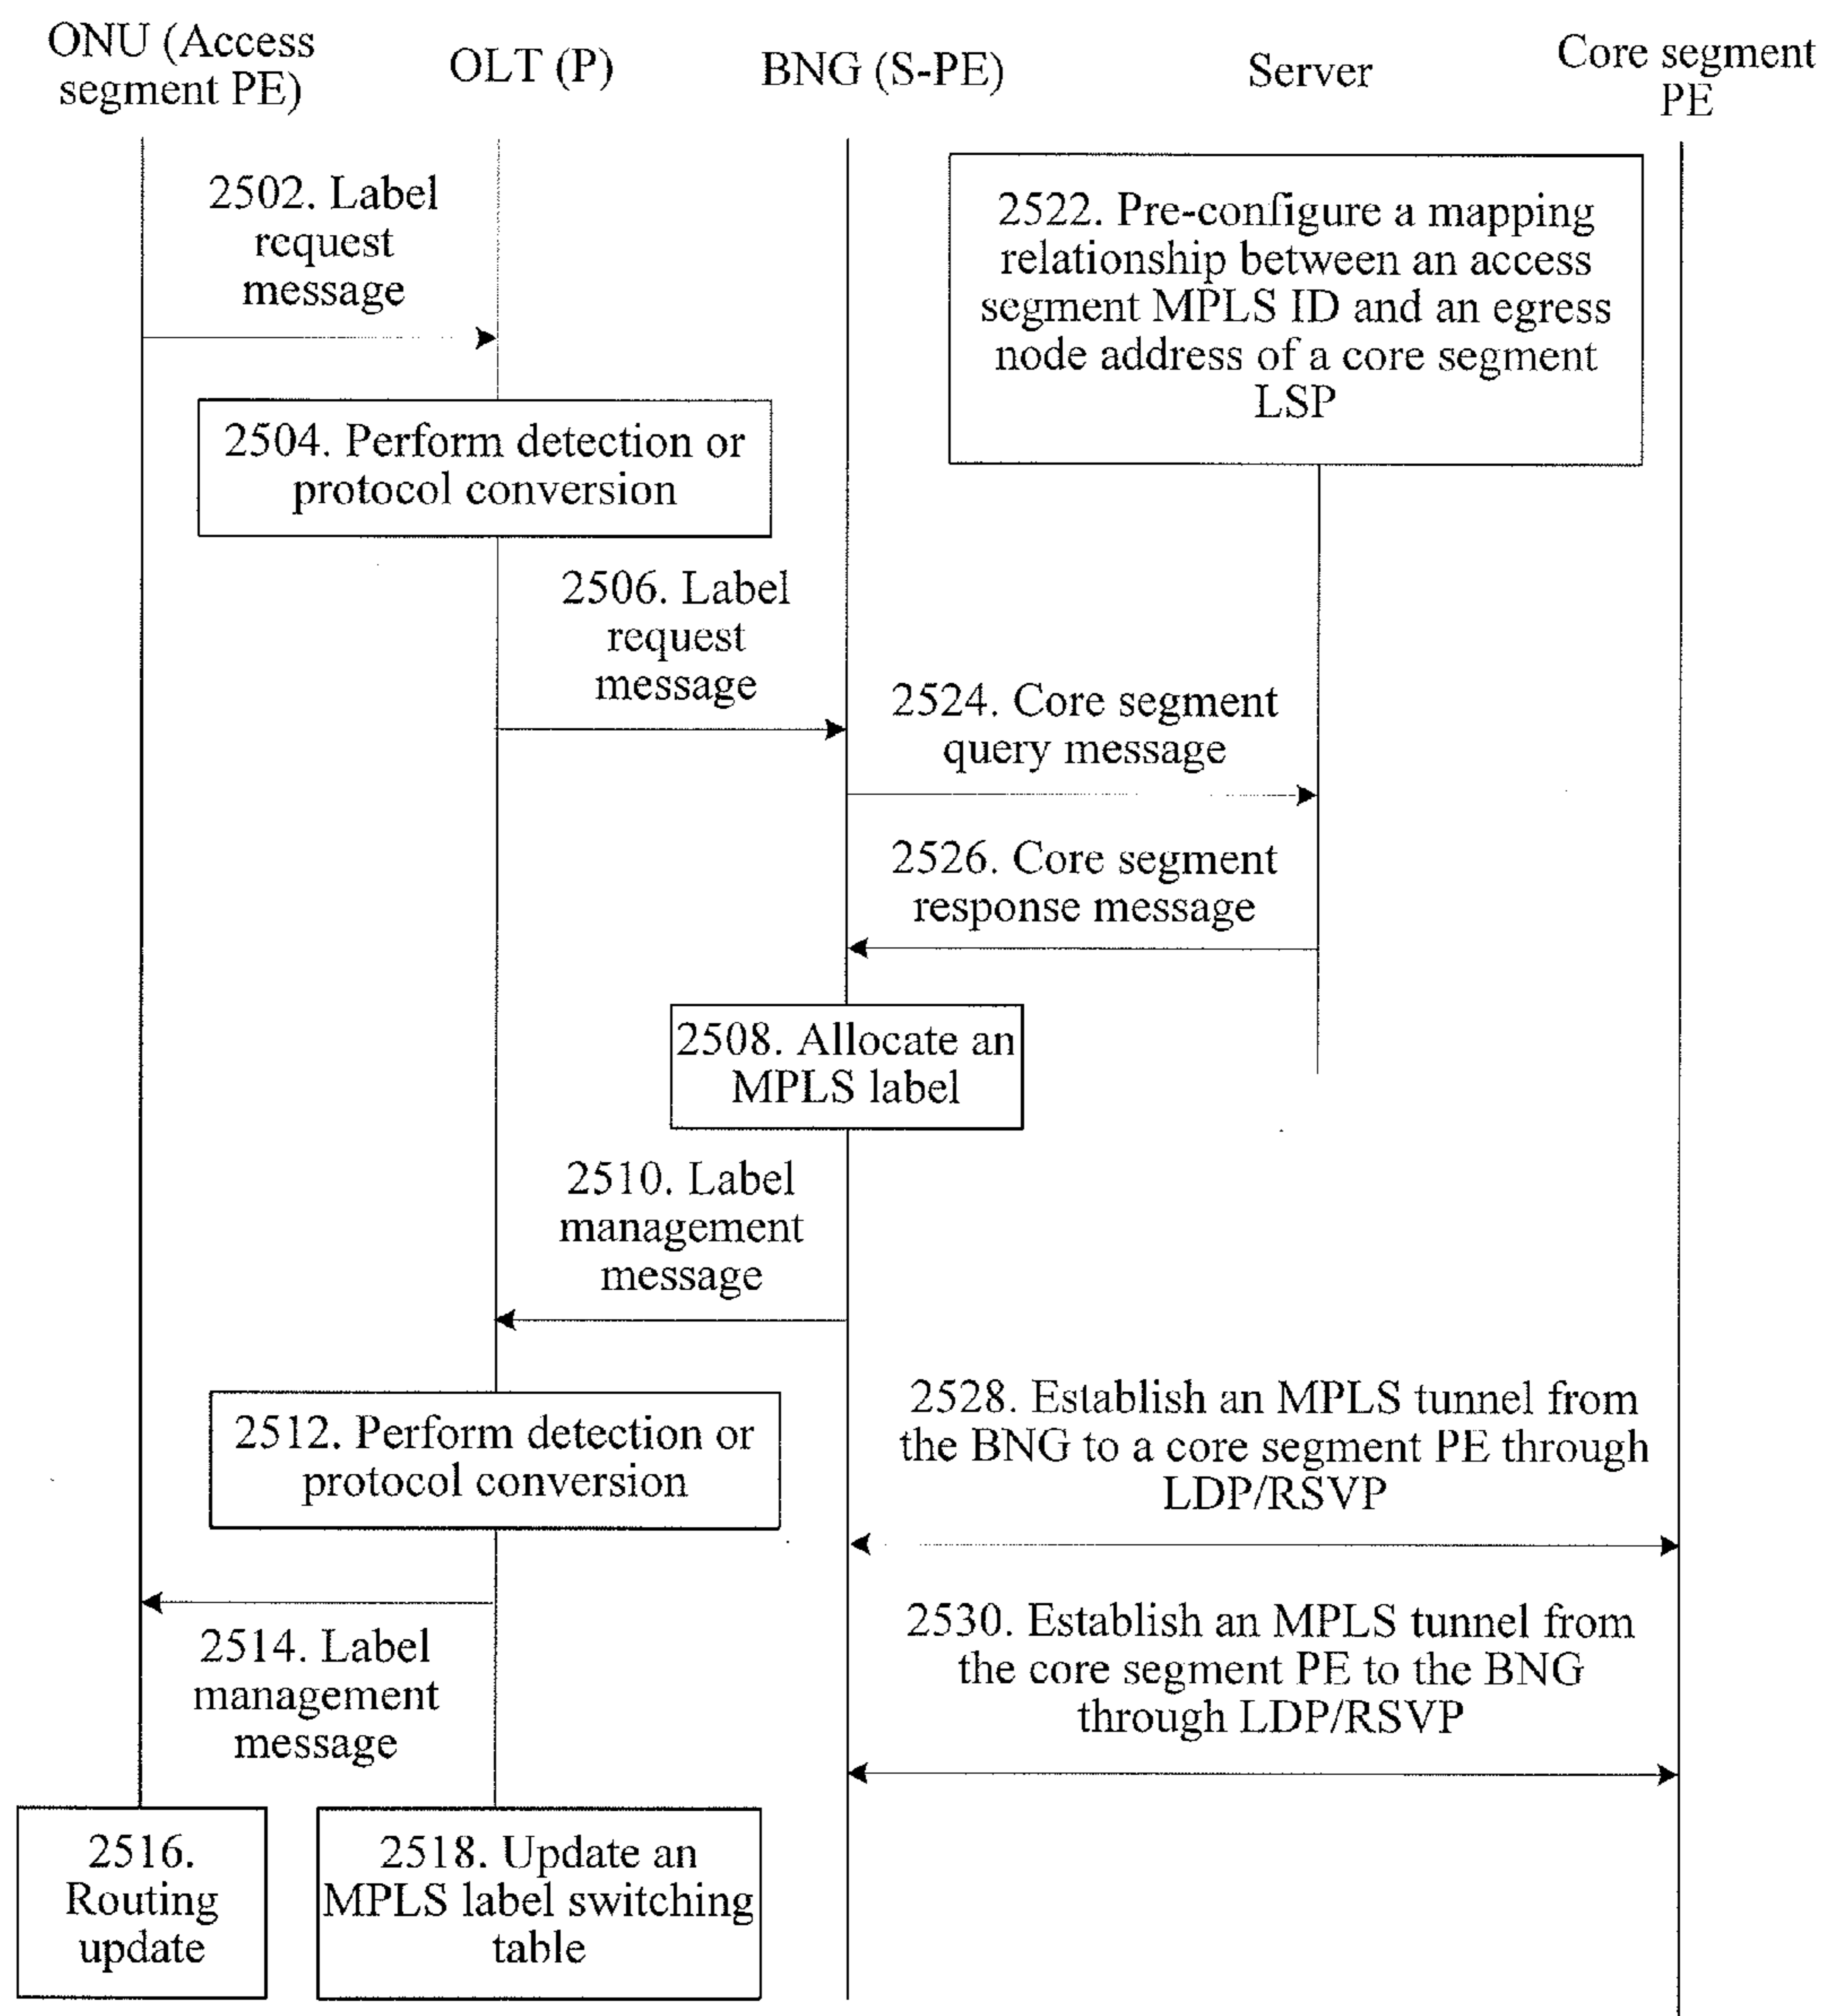 ONU (Access
segment PE)
OLT (P)
BNG (S-PE)
Server
Core segment
PE
2502. Label
request
message
2522. Pre-configure a mapping
relationship between an access
segment MPLS ID and an egress
node address of a core segment
LSP
2504. Perform detection or
protocol conversion
2506. Label
request
message
2524. Core segment
query message
2526. Core segment
response message
2508. Allocate an
MPLS label
2510. Label
management
message
2512. Perform detection or
protocol conversion
2528. Establish an MPLS tunnel from
the BNG to a core segment PE through
LDP/RSVP
2514. Label
management
message
2530. Establish an MPLS tunnel from
the core segment PE to the BNG
through LDP/RSVP
2516.
Routing
update
2518. Update an
MPLS label switching
table